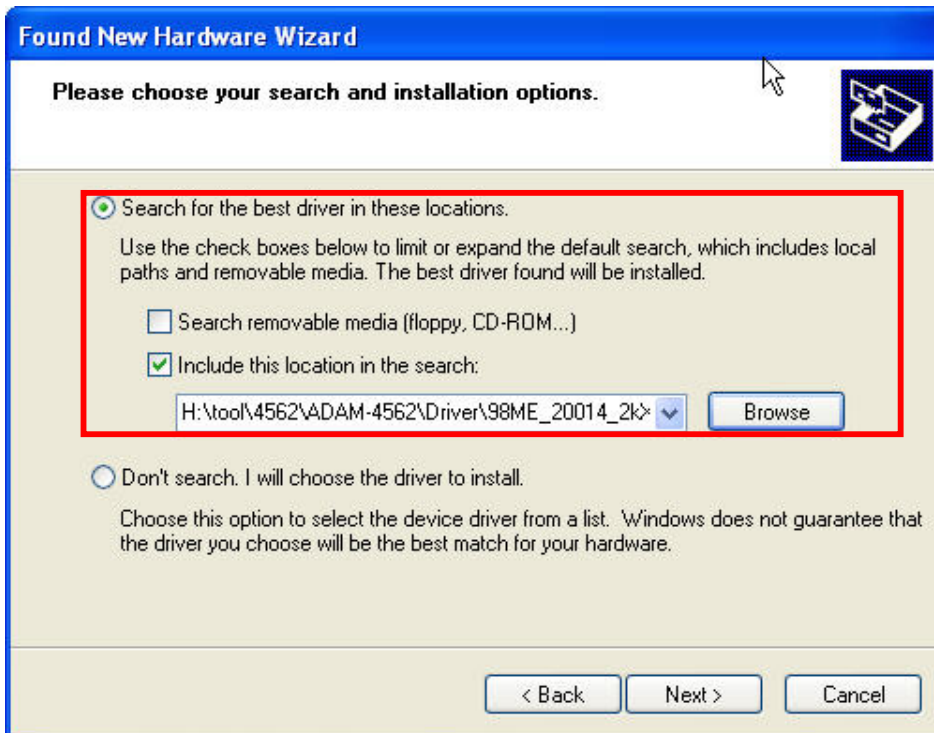 Found New Hardware Wizard
Please choose your search and installation options.
Search for the best driver in these locations.
Use the check boxes below to limit or expand the default search, which includes local
paths and removable media. The best driver found will be installed.
Search removable media (floppy, CD-ROM...)
Include this location in the search:
H:\tool\4562\ADAM-4562\Driver\98ME_20014_2k
Browse
Don't search. I will choose the driver to install.
Choose this option to select the device driver from a list. Windows does not guarantee that
the driver you choose will be the best match for your hardware.
< Back Next > Cancel